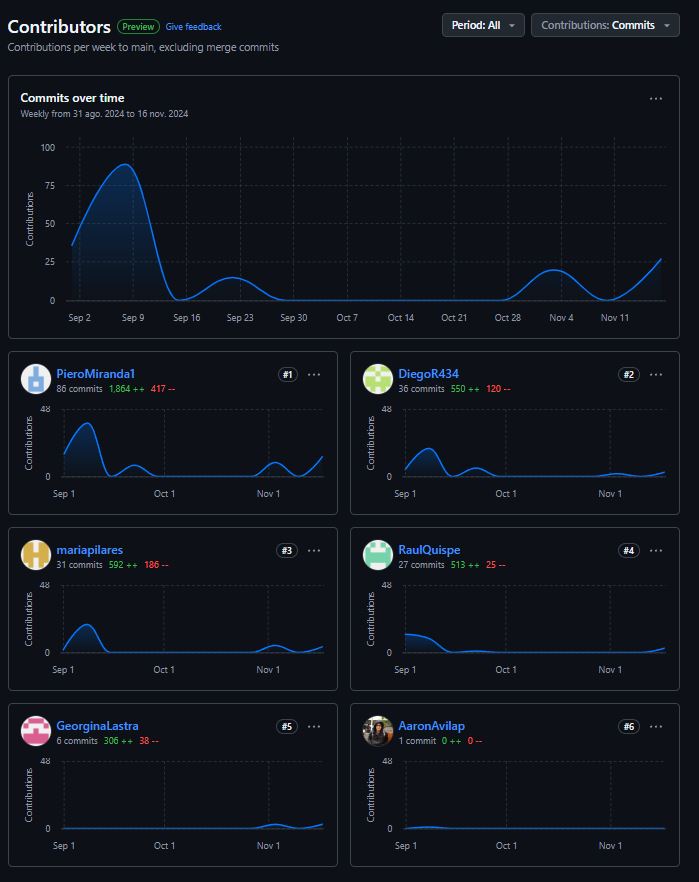 Contributors Preview Give feedback
Period: All Contributions: Commits
Contributions per week to main, excluding merge commits
Commits over time
Weekly from 31 ago. 2024 to 16 nov. 2024
Contributions
100
75
50
25
0
Sep 2 Sep 9 Sep 16 Sep 23 Sep 30 Oct 7 Oct 14 Oct 21 Oct 28 Nov 4 Nov 11
PieroMiranda1 #1
86 commits 1,864 ++ 417 --
Contributions
48
0
Sep 1 Oct 1 Nov 1
DiegoR434 #2
36 commits 550 ++ 120 --
Contributions
48
0
Sep 1 Oct 1 Nov 1
mariapilares #3
31 commits 592 ++ 186 --
Contributions
48
0
Sep 1 Oct 1 Nov 1
RaulQuispe #4
27 commits 513 ++ 25 --
Contributions
48
0
Sep 1 Oct 1 Nov 1
GeorginaLastra #5
6 commits 306 ++ 38 --
Contributions
48
0
Sep 1 Oct 1 Nov 1
AaronAvilap #6
1 commit 0 ++ 0 --
Contributions
48
0
Sep 1 Oct 1 Nov 1